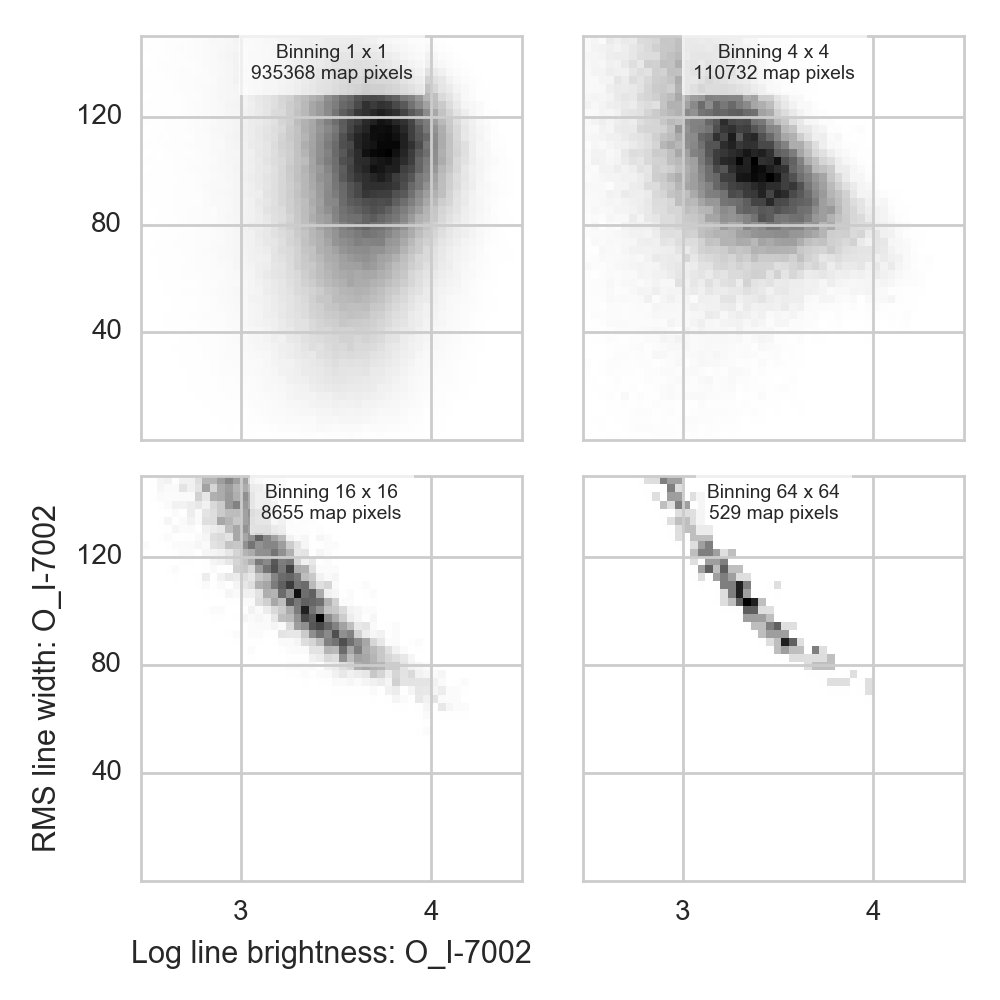 Binning 1 x 1
935368 map pixels
Binning 4 x 4
110732 map pixels
120
80
40
Binning 16 x 16
8655 map pixels
Binning 64 x 64
529 map pixels
120
80
40
RMS line width: O_I-7002
3
4
3
4
Log line brightness: O_I-7002